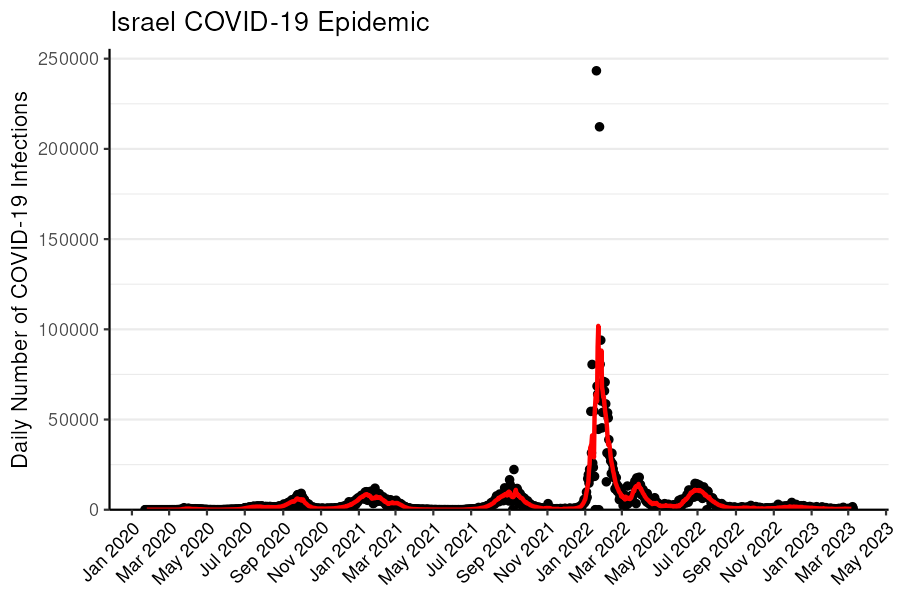 Israel COVID-19 Epidemic
Daily Number of COVID-19 Infections
250000
200000
150000
100000
50000
0
Jan 2020
Mar 2020
May 2020
Jul 2020
Sep 2020
Nov 2020
Jan 2021
Mar 2021
May 2021
Jul 2021
Sep 2021
Nov 2021
Jan 2022
Mar 2022
May 2022
Jul 2022
Sep 2022
Nov 2022
Jan 2023
Mar 2023
May 2023